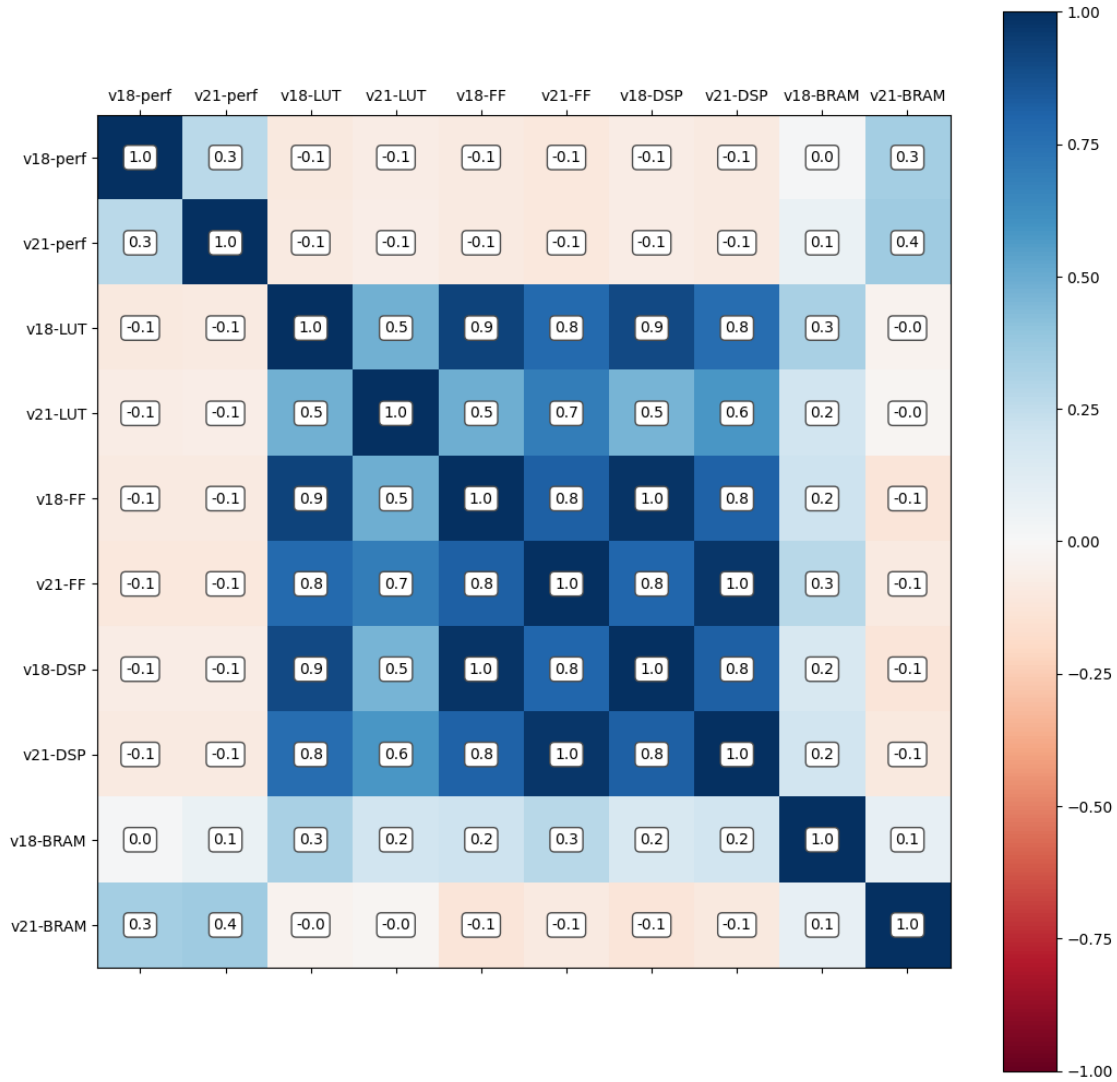 1.00
v18-perf v21-perf v18-LUT v21-LUT v18-FF v21-FF v18-DSP v21-DSP v18-BRAM v21-BRAM
v18-perf 1.0 0.3 -0.1 -0.1 -0.1 -0.1 -0.1 -0.1 0.0 0.3
0.75
v21-perf 0.3 1.0 -0.1 -0.1 -0.1 -0.1 -0.1 -0.1 0.1 0.4
0.50
v18-LUT -0.1 -0.1 1.0 0.5 0.9 0.8 0.9 0.8 0.3 -0.0
0.25
v21-LUT -0.1 -0.1 0.5 1.0 0.5 0.7 0.5 0.6 0.2 -0.0
v18-FF -0.1 -0.1 0.9 0.5 1.0 0.8 1.0 0.8 0.2 -0.1
0.00
v21-FF -0.1 -0.1 0.8 0.7 0.8 1.0 0.8 1.0 0.3 -0.1
v18-DSP -0.1 -0.1 0.9 0.5 1.0 0.8 1.0 0.8 0.2 -0.1
−0.25
v21-DSP -0.1 -0.1 0.8 0.6 0.8 1.0 0.8 1.0 0.2 -0.1
−0.50
v18-BRAM 0.0 0.1 0.3 0.2 0.2 0.3 0.2 0.2 1.0 0.1
v21-BRAM 0.3 0.4 -0.0 -0.0 -0.1 -0.1 -0.1 -0.1 0.1 1.0
−0.75
−1.00